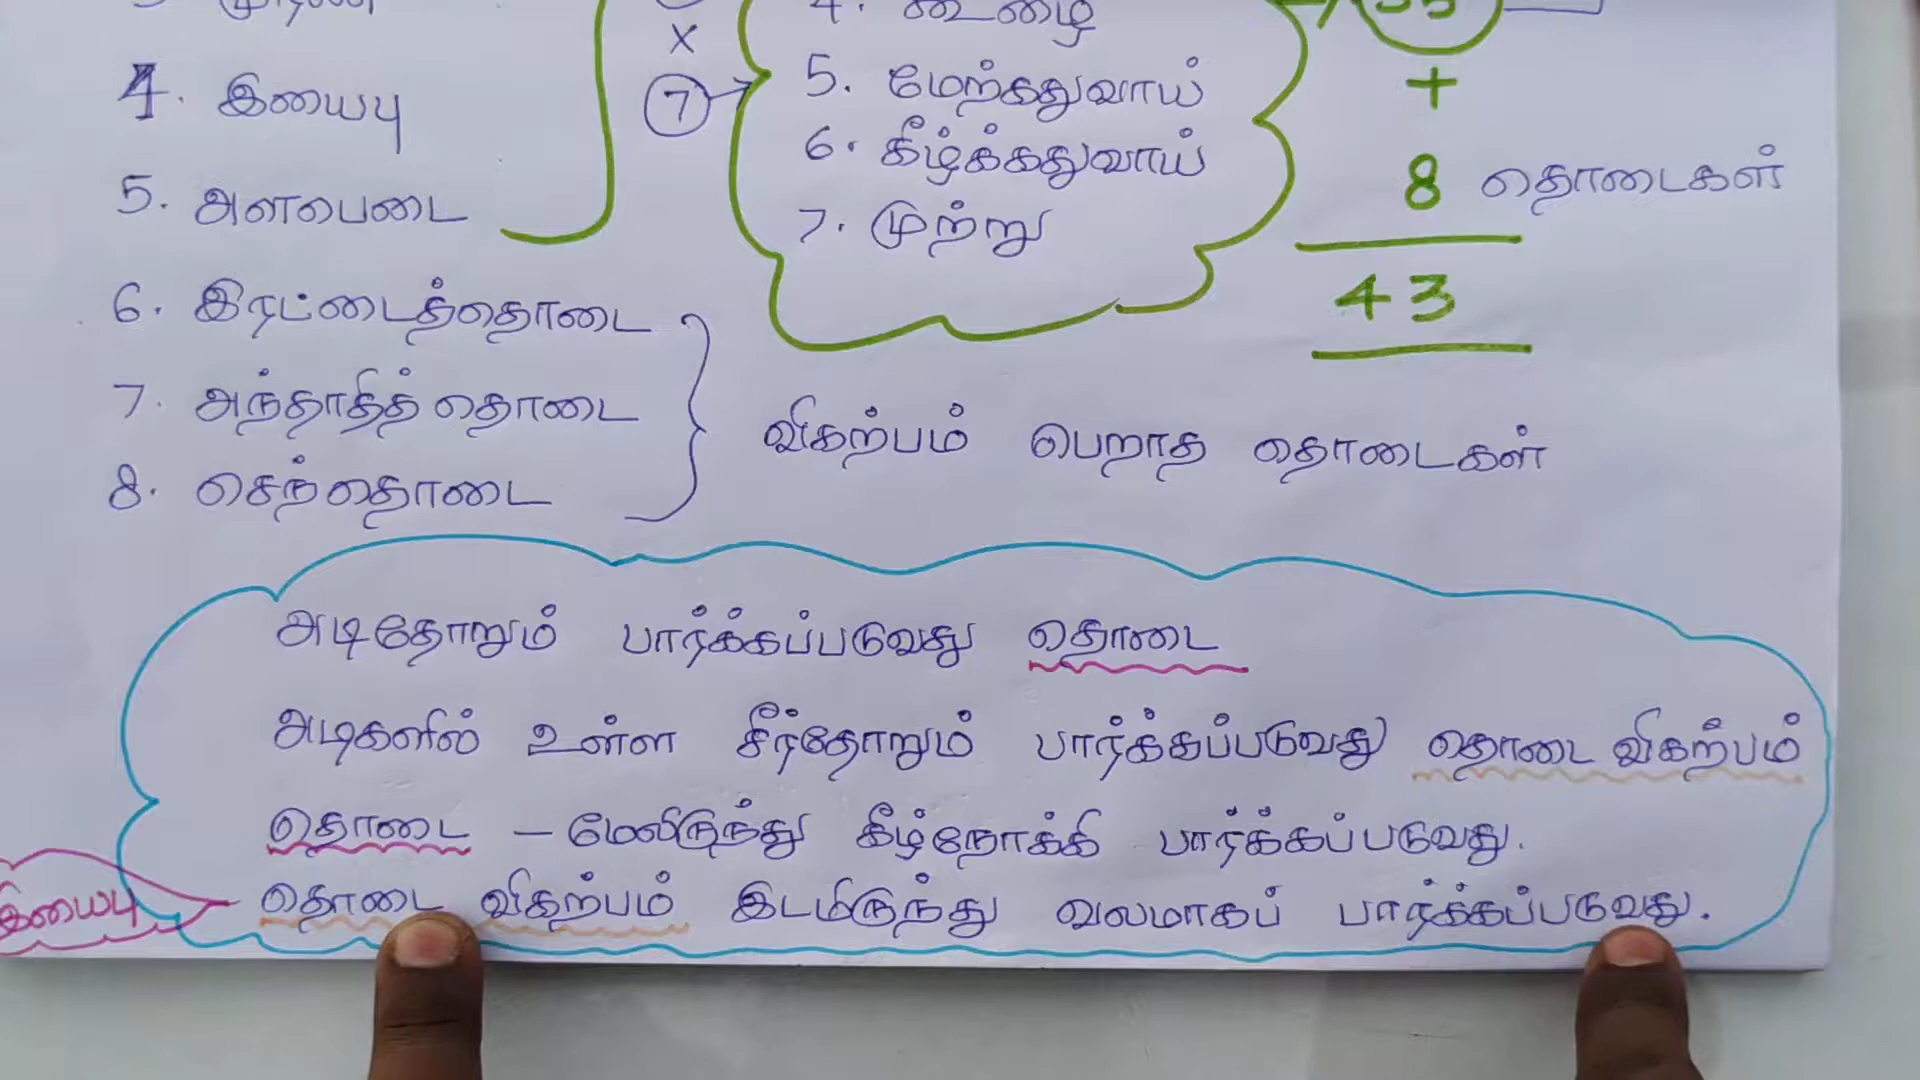 4. இயைபு
5. அளபெடை
6. இரட்டைத்தொடை
7. அந்தாதித் தொடை
8. செந்தொடை
விகற்பம் பெறாத தொடைகள்
x
7
4. கூழை
5. மேற்கதுவாய்
6. கீழ்க்கதுவாய்
7. முற்று
35
+
8 தொடைகள்
43
அடிதோறும் பார்க்கப்படுவது தொடை
அடிகளில் உள்ள சீர்தோறும் பார்க்கப்படுவது தொடை விகற்பம்
தொடை – மேலிருந்து கீழ்நோக்கி பார்க்கப்படுவது.
தொடை விகற்பம் இடமிருந்து வலமாகப் பார்க்கப்படுவது.
இயைபு